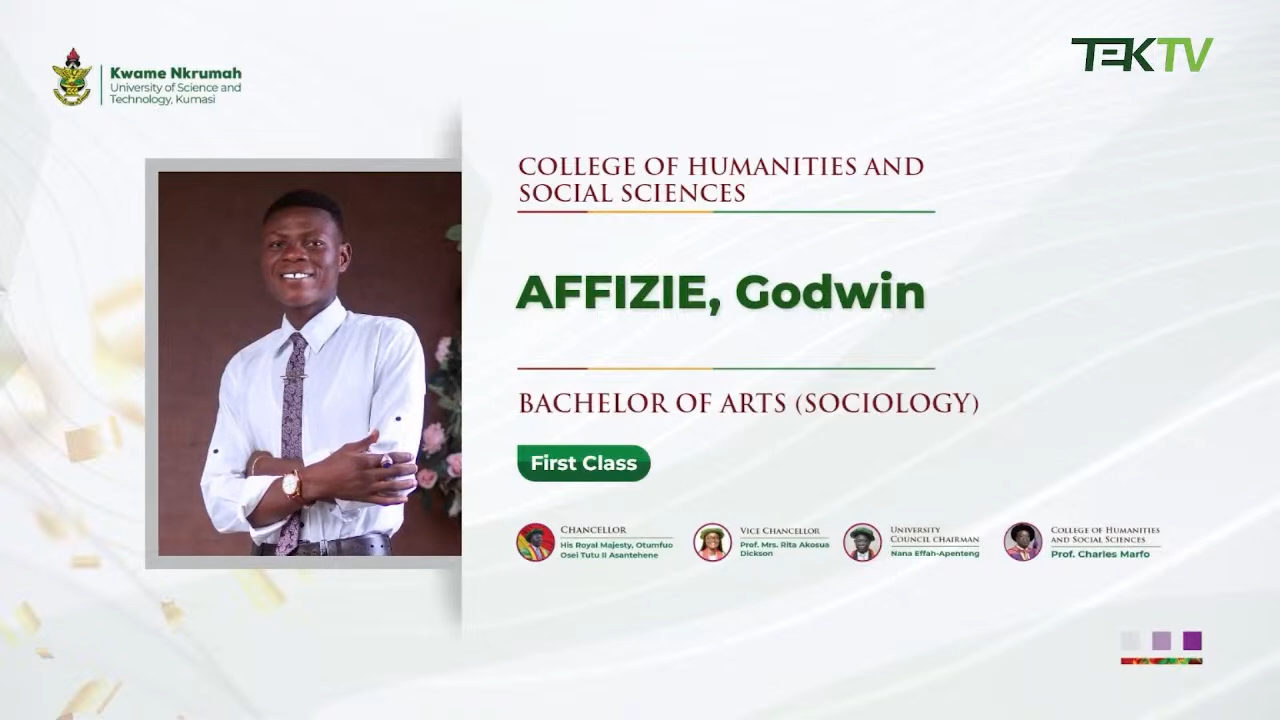 TEKTV
Kwame Nkrumah
University of Science and
Technology, Kumasi
COLLEGE OF HUMANITIES AND
SOCIAL SCIENCES
AFFIZIE, Godwin
BACHELOR OF ARTS (SOCIOLOGY)
First Class
CHANCELLOR
His Royal Majesty, Otumfuo
Osei Tutu II Asantehene
VICE CHANCELLOR
Prof. Mrs. Rita Akosua
Dickson
UNIVERSITY
COUNCIL CHAIRMAN
Nana Effah-Apenteng
COLLEGE OF HUMANITIES
AND SOCIAL SCIENCES
Prof. Charles Marfo